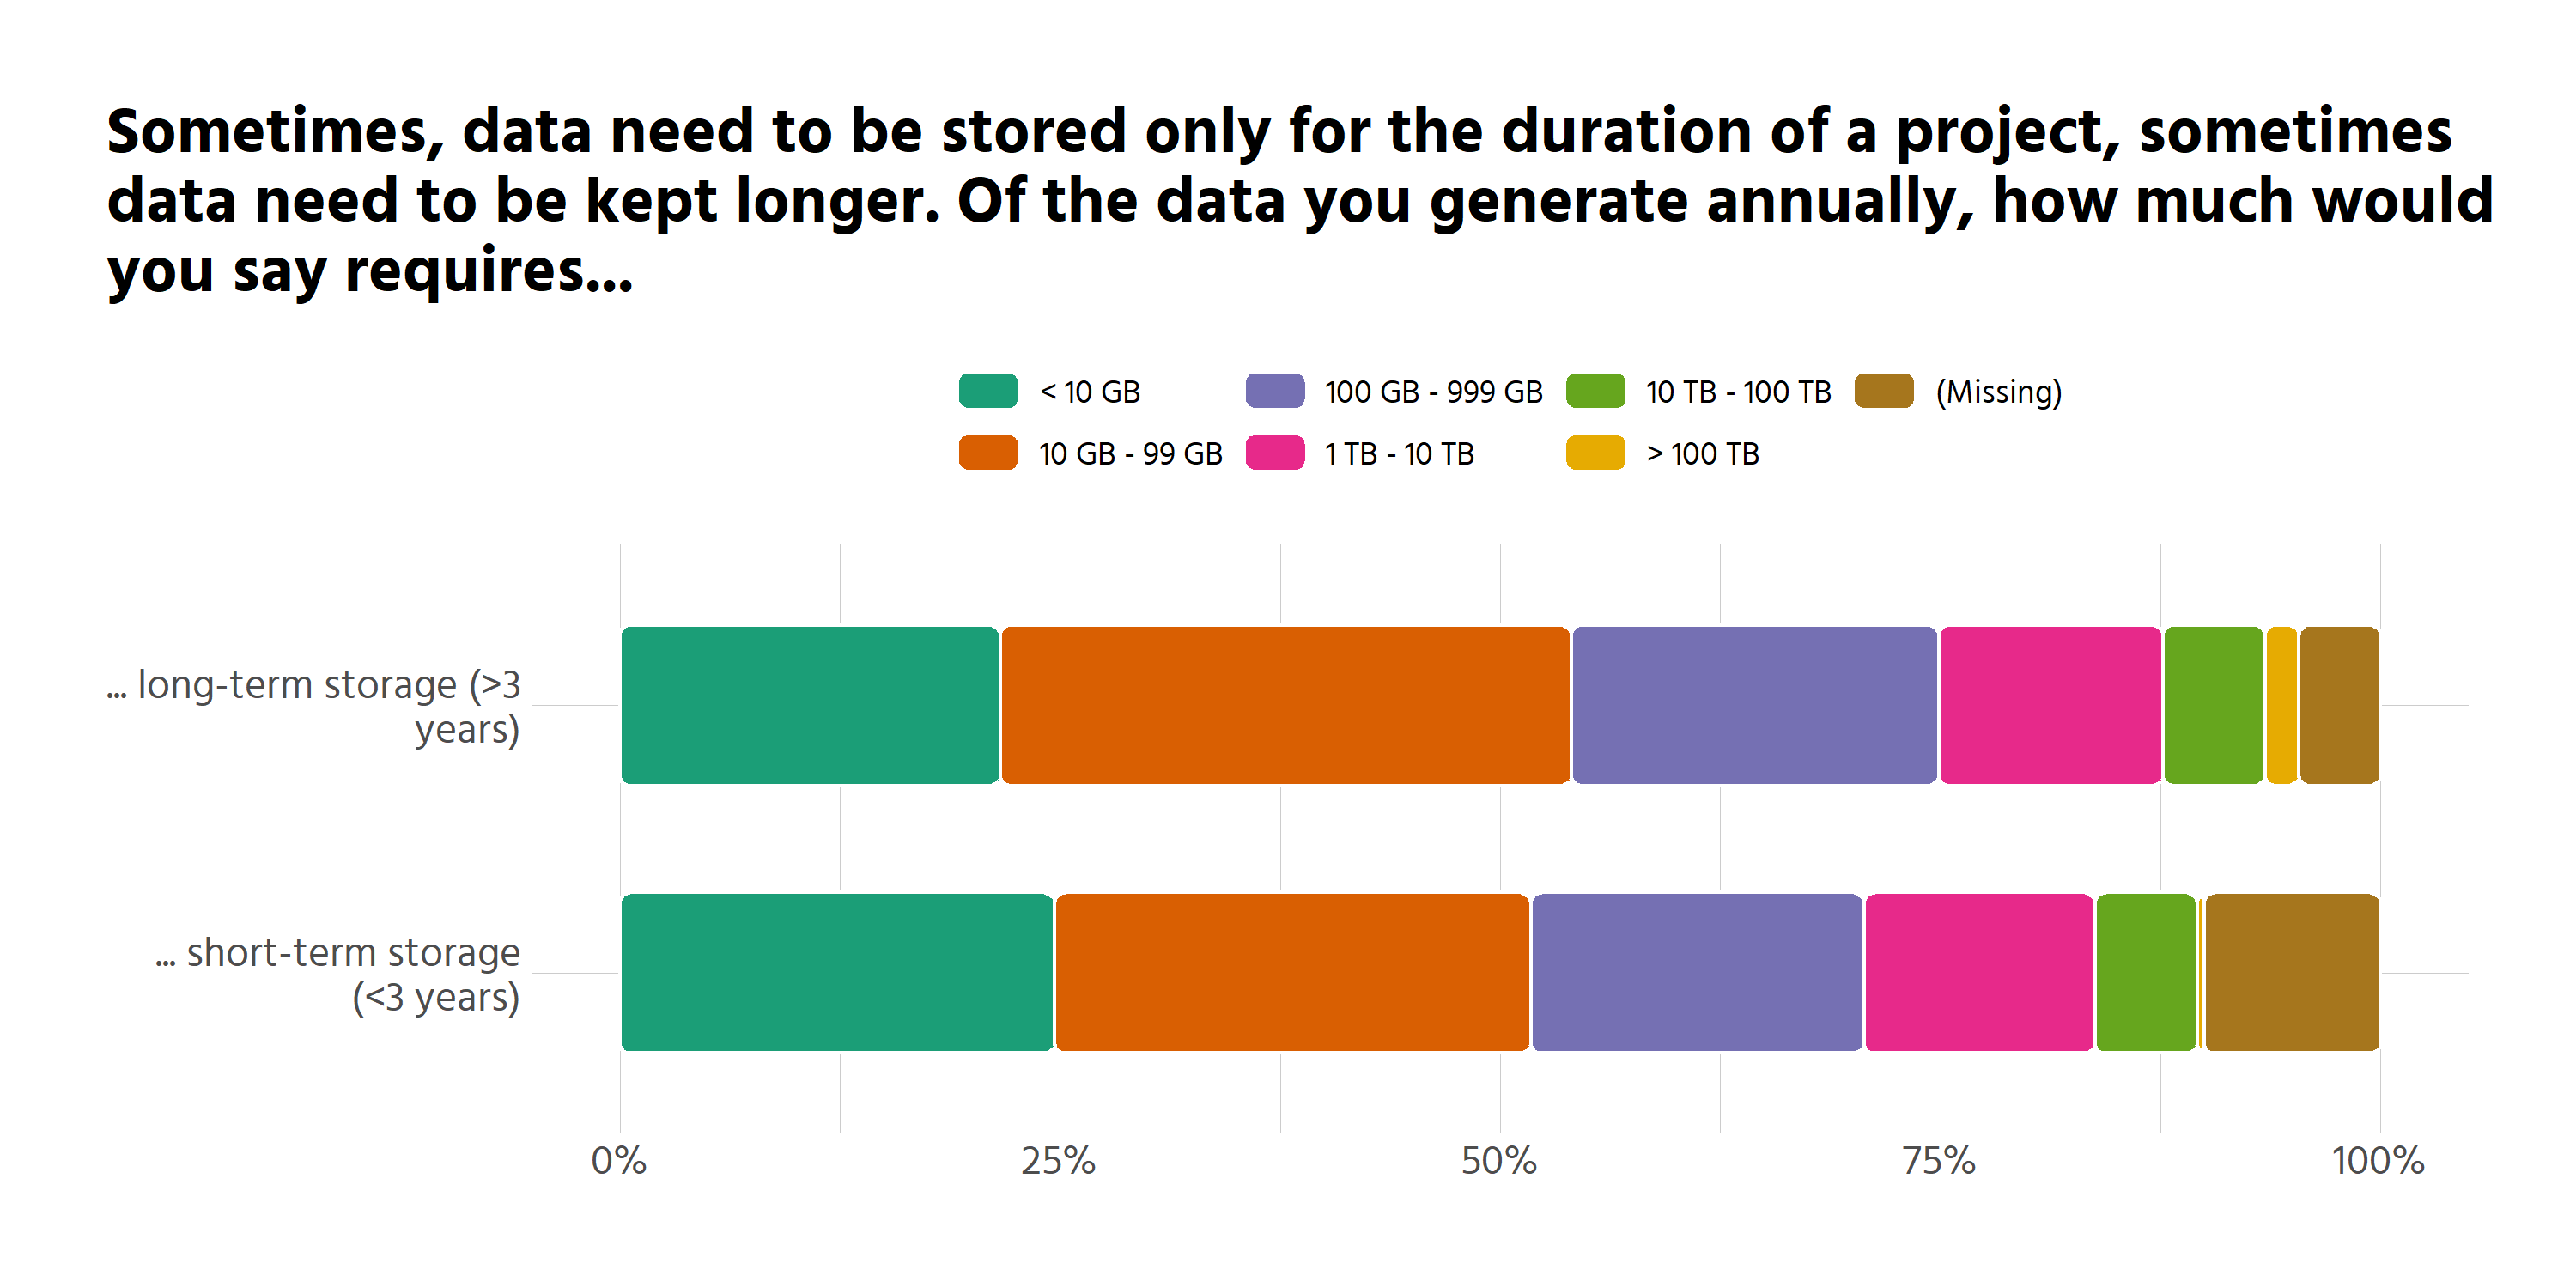 Sometimes, data need to be stored only for the duration of a project, sometimes
data need to be kept longer. Of the data you generate annually, how much would
you say requires...
< 10 GB
100 GB - 999 GB
10 TB - 100 TB
(Missing)
10 GB - 99 GB
1 TB - 10 TB
> 100 TB
... long-term storage (>3
years)
... short-term storage
(<3 years)
0%
25%
50%
75%
100%